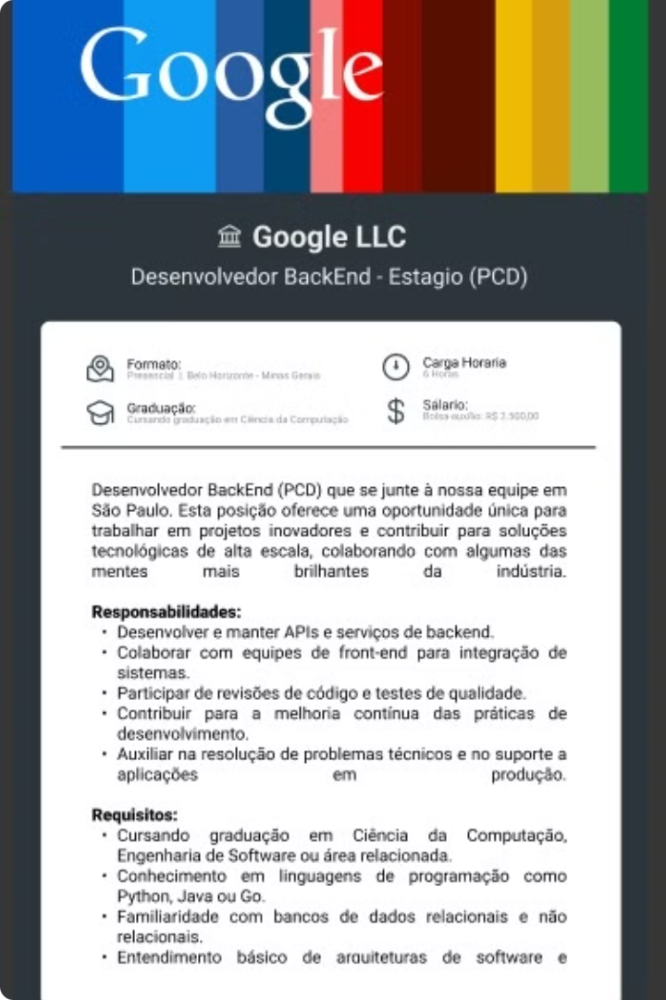 Google
Google LLC
Desenvolvedor BackEnd - Estagio (PCD)
Formato:
Presencial | Belo Horizonte - Minas Gerais
Carga Horaria
6 Horas
Graduação:
Cursando graduação em Ciência da Computação
Sálario:
Bolsa-auxílio: R$
Desenvolvedor BackEnd (PCD) que se junte à nossa equipe em
São Paulo. Esta posição oferece uma oportunidade única para
trabalhar em projetos inovadores e contribuir para soluções
tecnológicas de alta escala, colaborando com algumas das
mentes mais brilhantes da indústria.
Responsabilidades:
• Desenvolver e manter APIs e serviços de backend.
• Colaborar com equipes de front-end para integração de
sistemas.
• Participar de revisões de código e testes de qualidade.
• Contribuir para a melhoria contínua das práticas de
desenvolvimento.
• Auxiliar na resolução de problemas técnicos e no suporte a
aplicações em produção.
Requisitos:
• Cursando graduação em Ciência da Computação,
Engenharia de Software ou área relacionada.
• Conhecimento em linguagens de programação como
Python, Java ou Go.
• Familiaridade com bancos de dados relacionais e não
relacionais.
• Entendimento básico de arquiteturas de software e